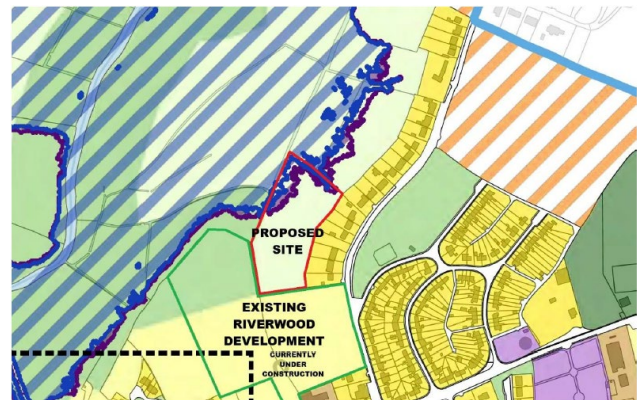 PROPOSED
SITE
EXISTING
RIVERWOOD
DEVELOPMENT
CURRENTLY
UNDER
CONSTRUCTION